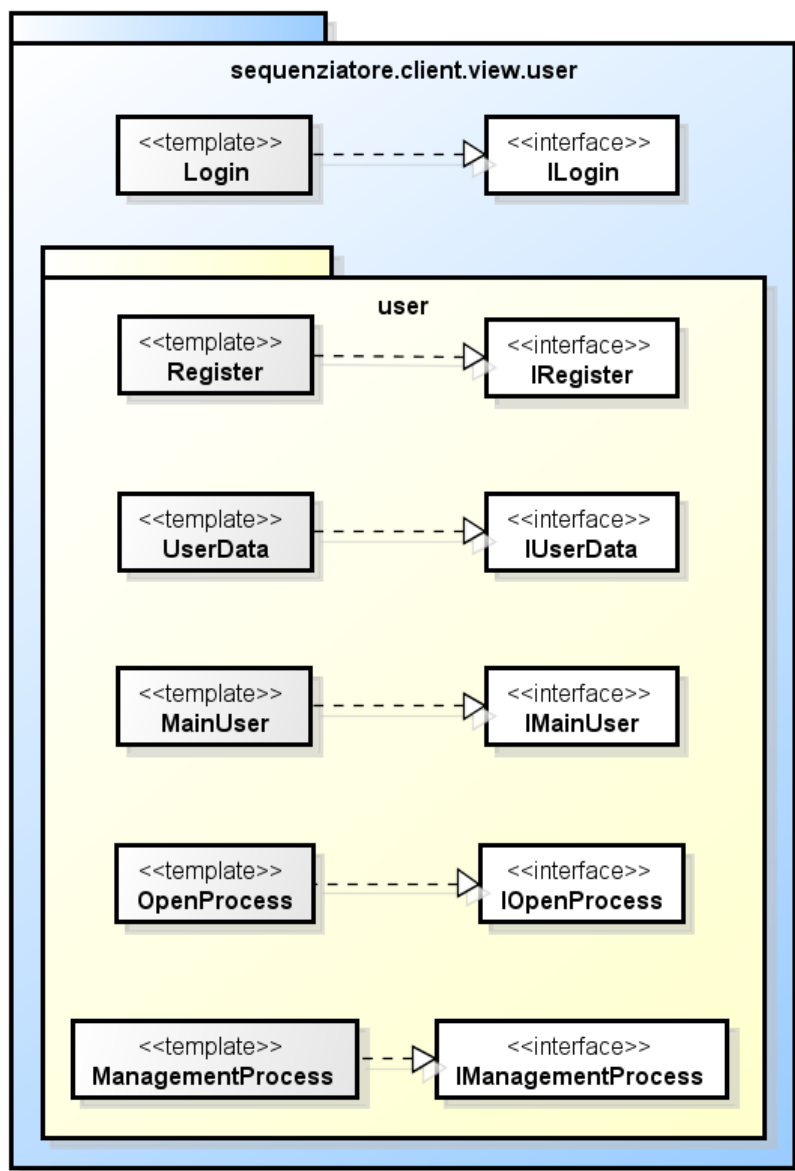 sequenziatore.client.view.user
<<template>>
Login
<<interface>>
ILogin
user
<<template>>
Register
<<interface>>
IRegister
<<template>>
UserData
<<interface>>
IUserData
<<template>>
MainUser
<<interface>>
IMainUser
<<template>>
OpenProcess
<<interface>>
IOpenProcess
<<template>>
ManagementProcess
<<interface>>
IManagementProcess